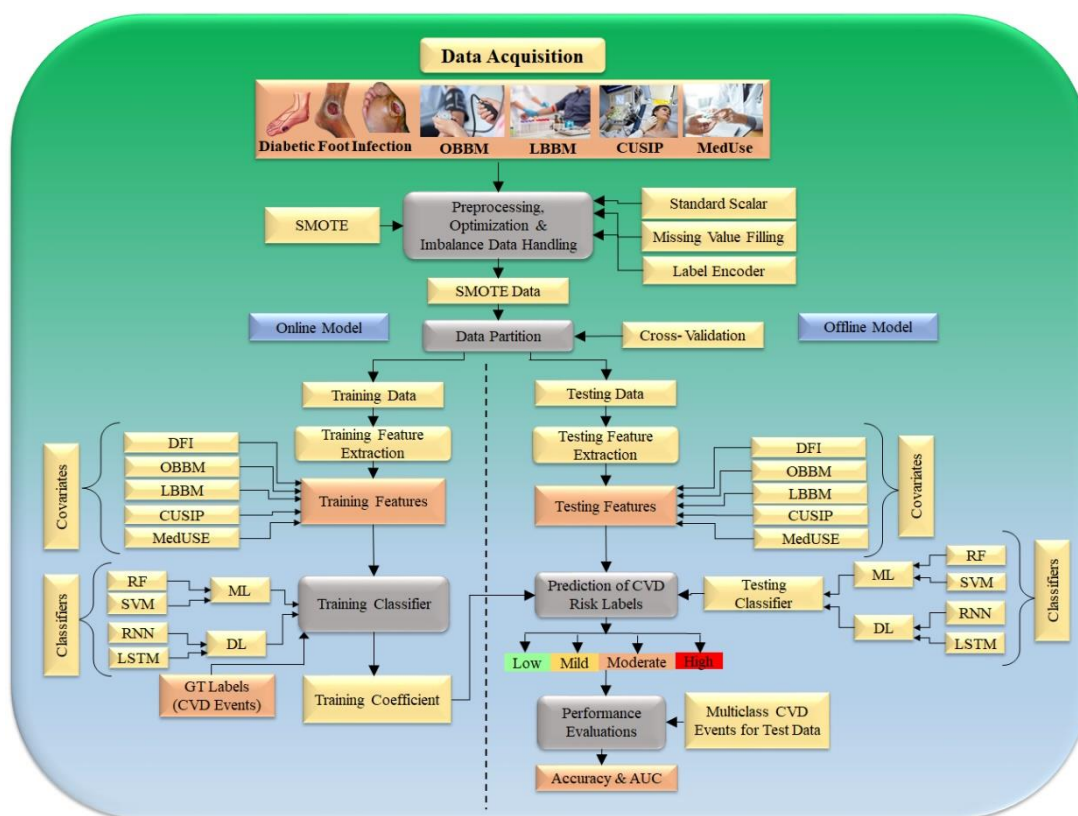 Data Acquisition
Diabetic Foot Infection
OBBM
LBBM
CUSIP
MedUse
Preprocessing,
Optimization &
Imbalance Data Handling
SMOTE
Standard Scalar
Missing Value Filling
Label Encoder
SMOTE Data
Online Model
Data Partition
Cross- Validation
Offline Model
Training Data
Testing Data
Training Feature
Extraction
Testing Feature
Extraction
Covariates
DFI
OBBM
LBBM
CUSIP
MedUSE
Training Features
Testing Features
DFI
OBBM
LBBM
CUSIP
MedUSE
Covariates
Classifiers
RF
SVM
RNN
LSTM
ML
DL
Training Classifier
Prediction of CVD
Risk Labels
Testing
Classifier
ML
DL
RF
SVM
RNN
LSTM
Classifiers
Low
Mild
Moderate
High
GT Labels
(CVD Events)
Training Coefficient
Performance
Evaluations
Multiclass CVD
Events for Test Data
Accuracy & AUC